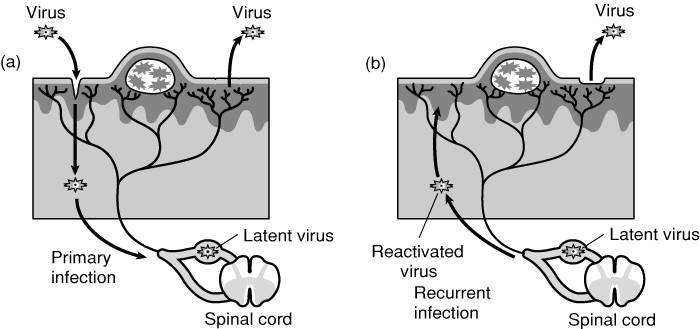 Virus
Virus
(a)
Latent virus
Primary
infection
Spinal cord
Virus
(b)
Latent virus
Reactivated
virus
Recurrent
infection
Spinal cord